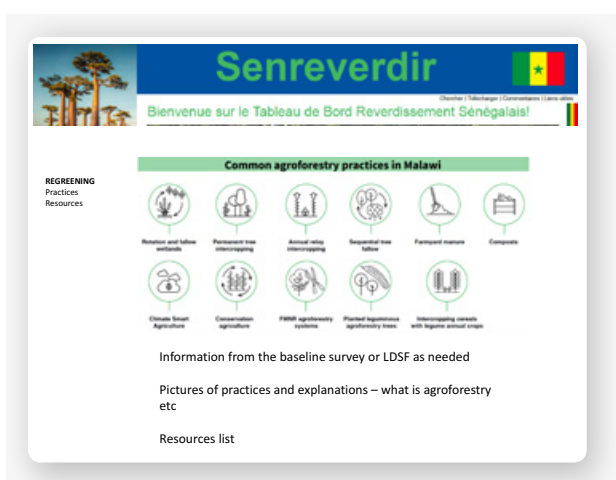 Senreverdir
Chercher | Télécharger | Commentaires | Liens utiles
Bienvenue sur le Tableau de Bord Reverdissement Sénégalais!
REGREENING
Practices
Resources
Common agroforestry practices in Malawi
Rotation and fallow
wetlands
Permanent tree
intercropping
Annual relay
intercropping
Sequential tree
fallow
Farmyard manure
Composts
Climate Smart
Agriculture
Conservation
agriculture
FMNR agroforestry
systems
Planted leguminous
agroforestry trees
Intercropping cereals
with legume annual crops
Information from the baseline survey or LDSF as needed
Pictures of practices and explanations – what is agroforestry
etc
Resources list